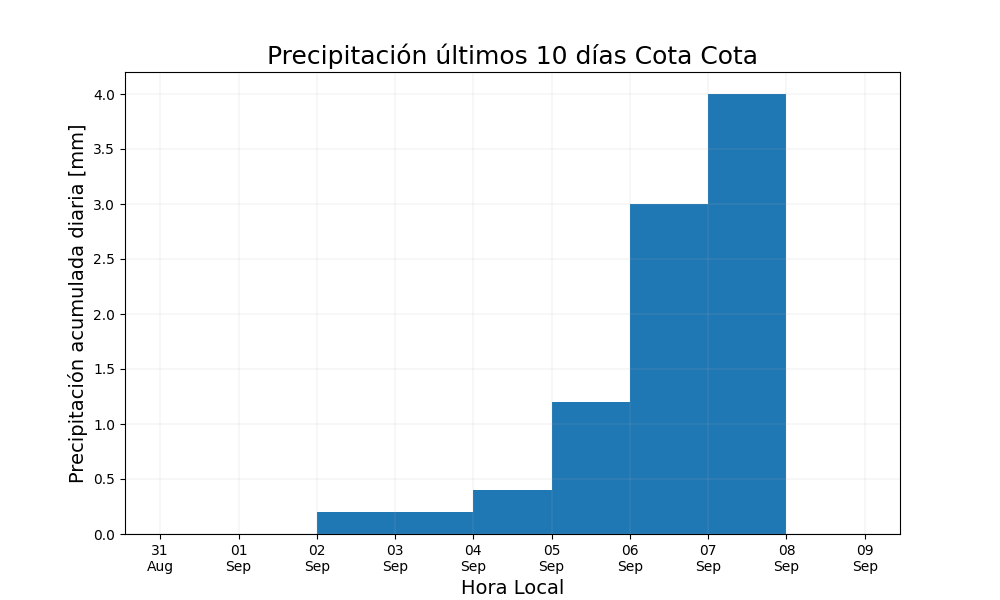 Precipitación últimos 10 días Cota Cota
Precipitación acumulada diaria [mm]
4.0
3.5
3.0
2.5
2.0
1.5
1.0
0.5
0.0
31 01 02 03 04 05 06 07 08 09
Aug Sep Sep Sep Sep Sep Sep Sep Sep Sep
Hora Local